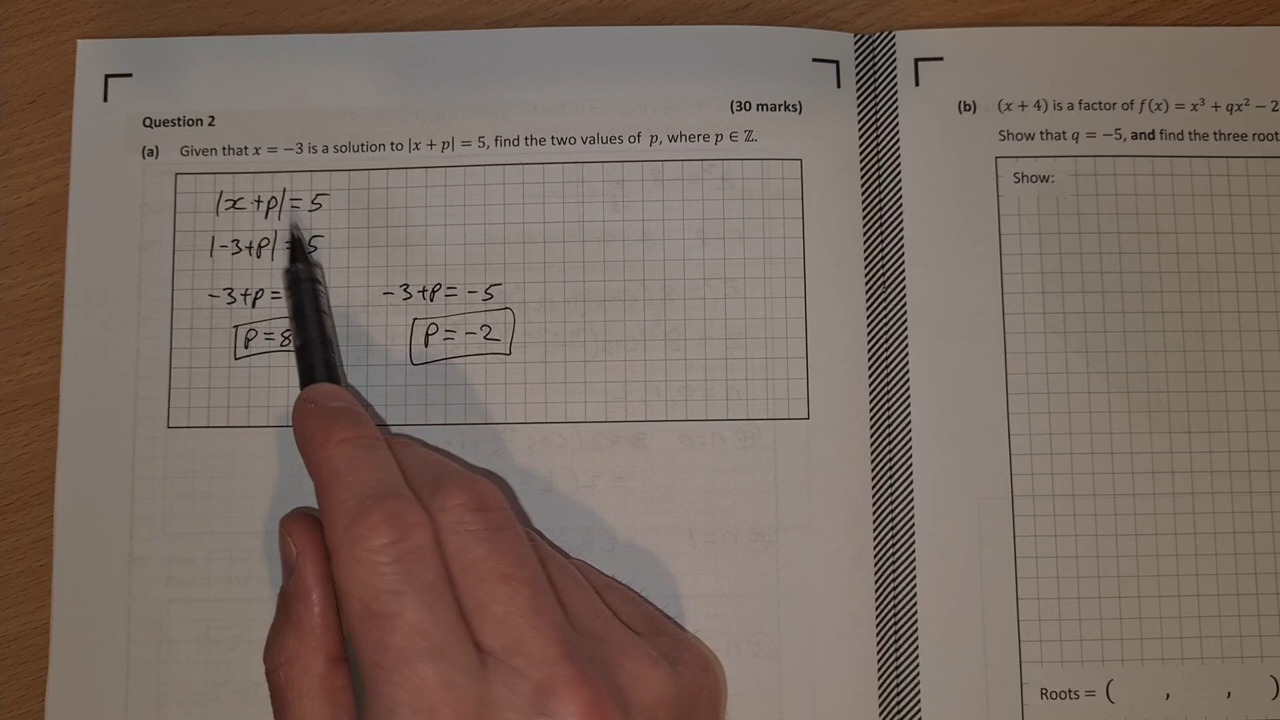 Question 2
(30 marks)
(a) Given that x = −3 is a solution to |x + p| = 5, find the two values of p, where p ∈ ℤ.
|x+p| = 5
|-3+p| = 5
-3+p =
p = 8
-3+p = -5
p = -2
(b) (x + 4) is a factor of f(x) = x³ + qx² − 2
Show that q = −5, and find the three root
Show:
Roots = ( , , )